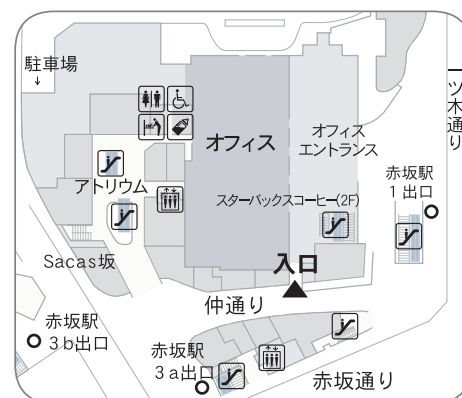 駐車場
↓
オフィス
オフィス
エントランス
一ツ木通り
アトリウム
スターバックスコーヒー(2F)
赤坂駅
1出口
Sacas坂
入口
仲通り
赤坂駅
3b出口
赤坂駅
3a出口
赤坂通り